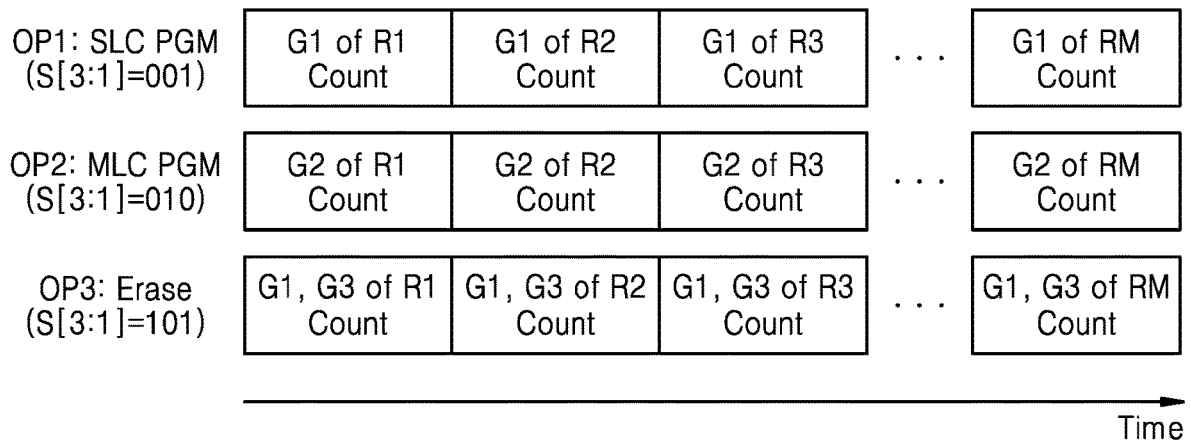 OP1: SLC PGM
(S[3:1]=001)
G1 of R1
Count
G1 of R2
Count
G1 of R3
Count
. . .
G1 of RM
Count
OP2: MLC PGM
(S[3:1]=010)
G2 of R1
Count
G2 of R2
Count
G2 of R3
Count
. . .
G2 of RM
Count
OP3: Erase
(S[3:1]=101)
G1, G3 of R1
Count
G1, G3 of R2
Count
G1, G3 of R3
Count
. . .
G1, G3 of RM
Count
Time